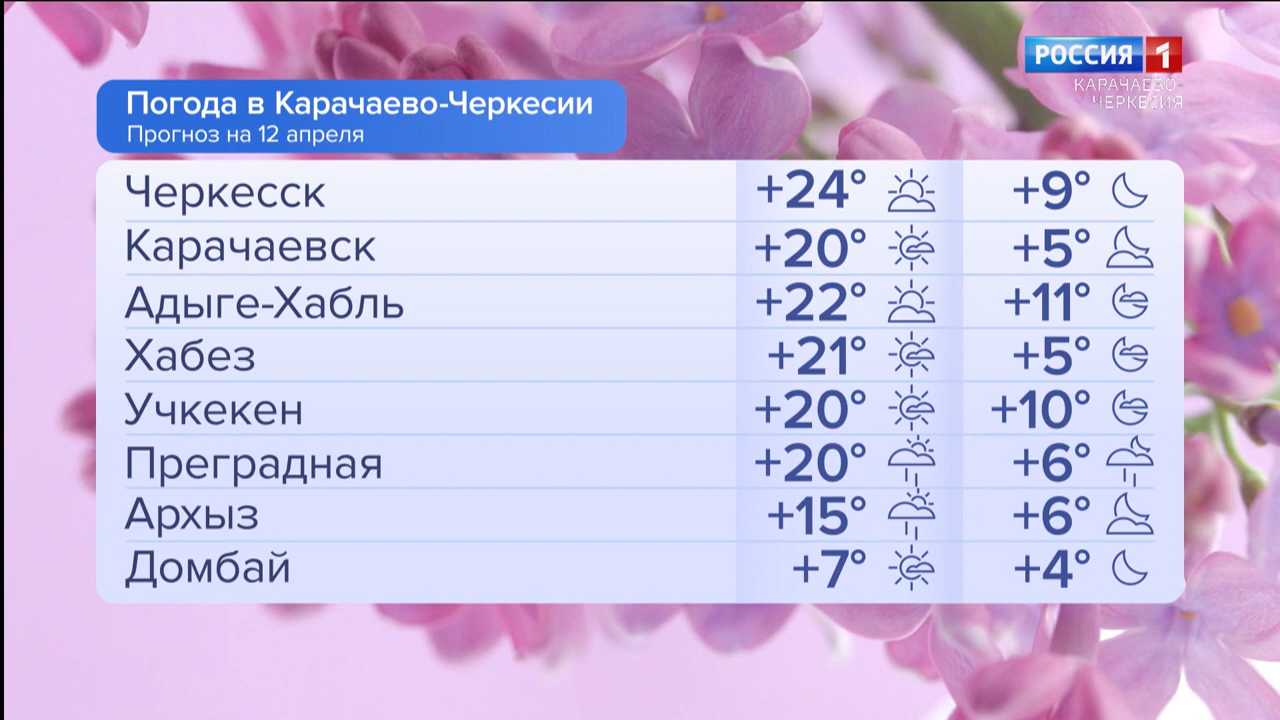 РОССИЯ 1
КАРАЧАЕВО-
ЧЕРКЕСИЯ
Погода в Карачаево-Черкесии
Прогноз на 12 апреля
Черкесск +24° +9°
Карачаевск +20° +5°
Адыге-Хабль +22° +11°
Хабез +21° +5°
Учкекен +20° +10°
Преградная +20° +6°
Архыз +15° +6°
Домбай +7° +4°